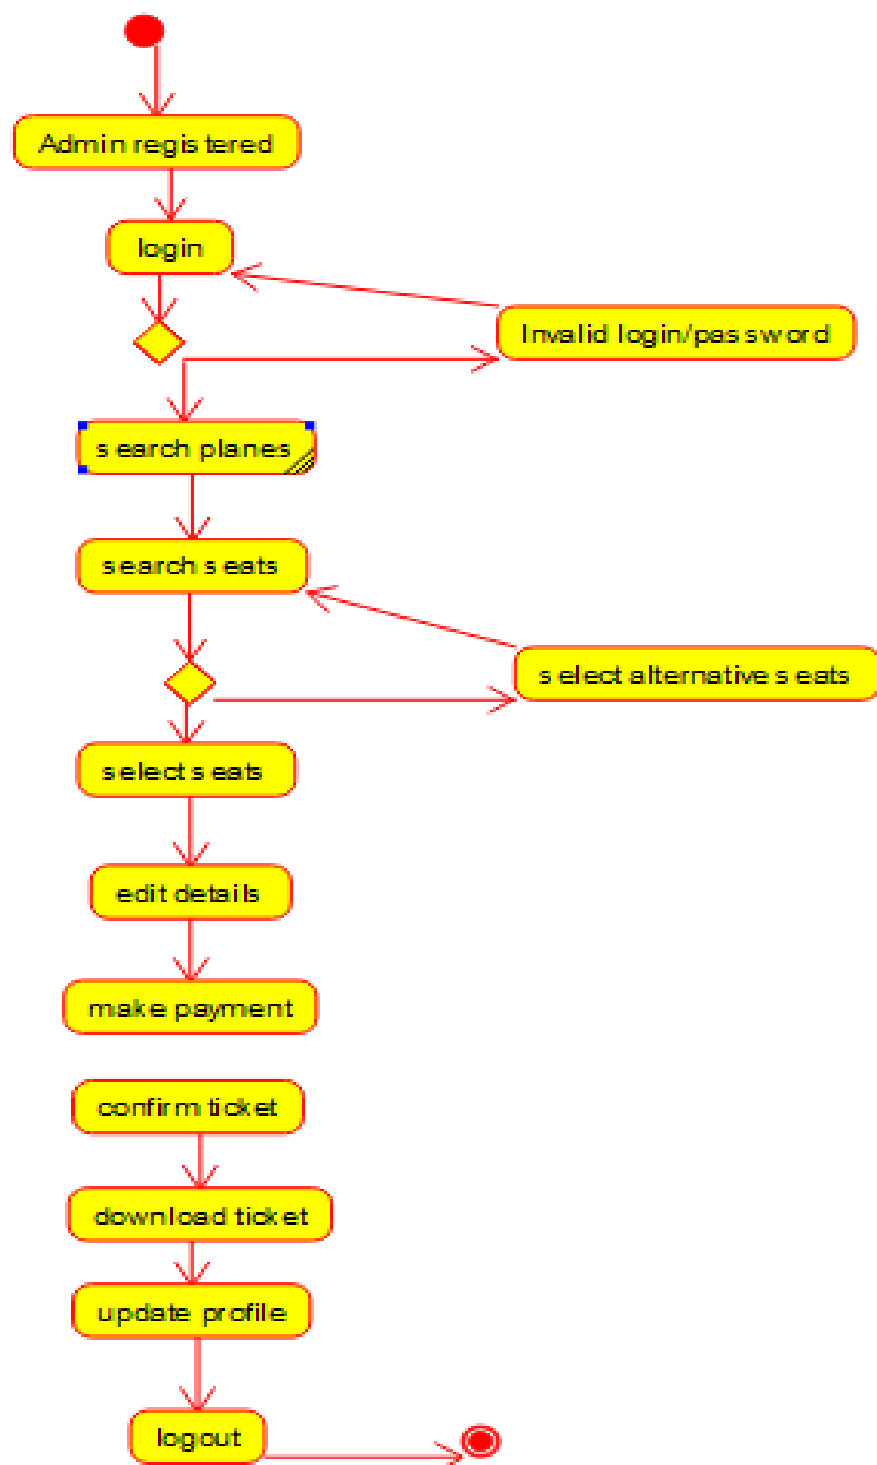 Admin registered
login
Invalid login/password
search planes
search seats
select alternative seats
select seats
edit details
make payment
confirm ticket
download ticket
update profile
logout